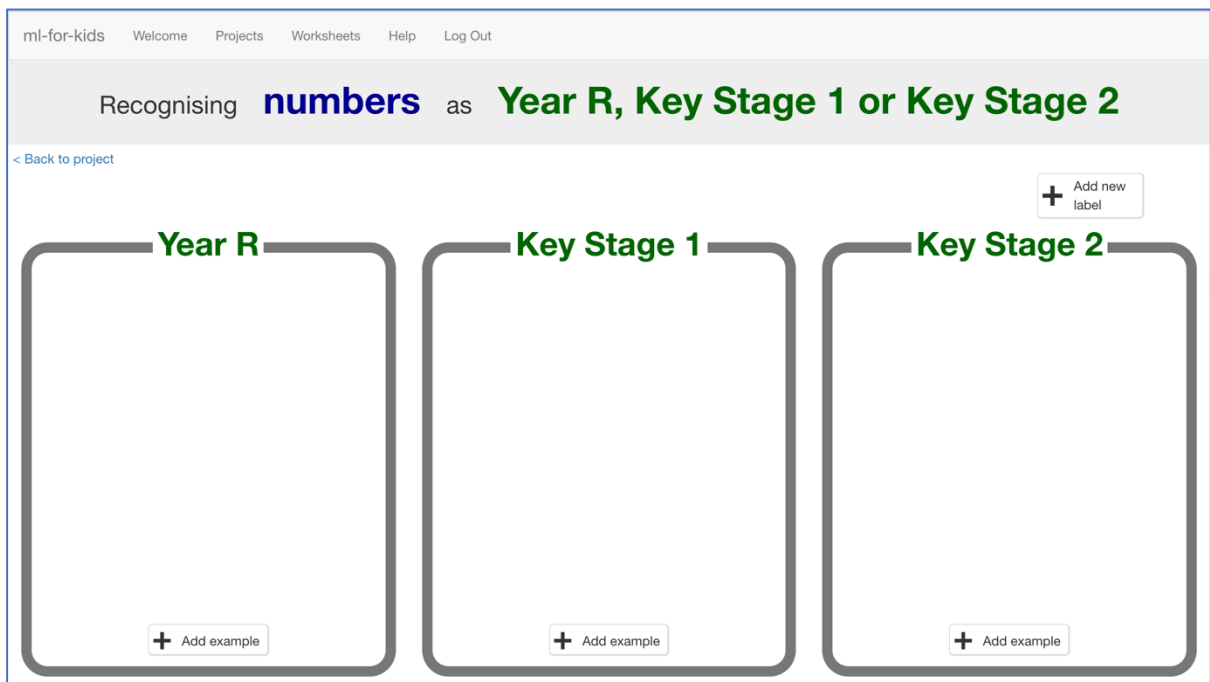 ml-for-kids Welcome Projects Worksheets Help Log Out
Recognising numbers as Year R, Key Stage 1 or Key Stage 2
< Back to project
Add new
label
Year R Key Stage 1 Key Stage 2
Add example Add example Add example